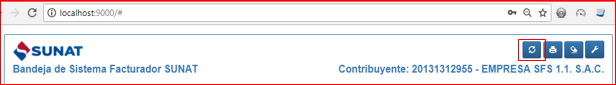 localhost:9000/#
SUNAT
Bandeja de Sistema Facturador SUNAT
Contribuyente: 20131312955 - EMPRESA SFS 1.1. S.A.C.